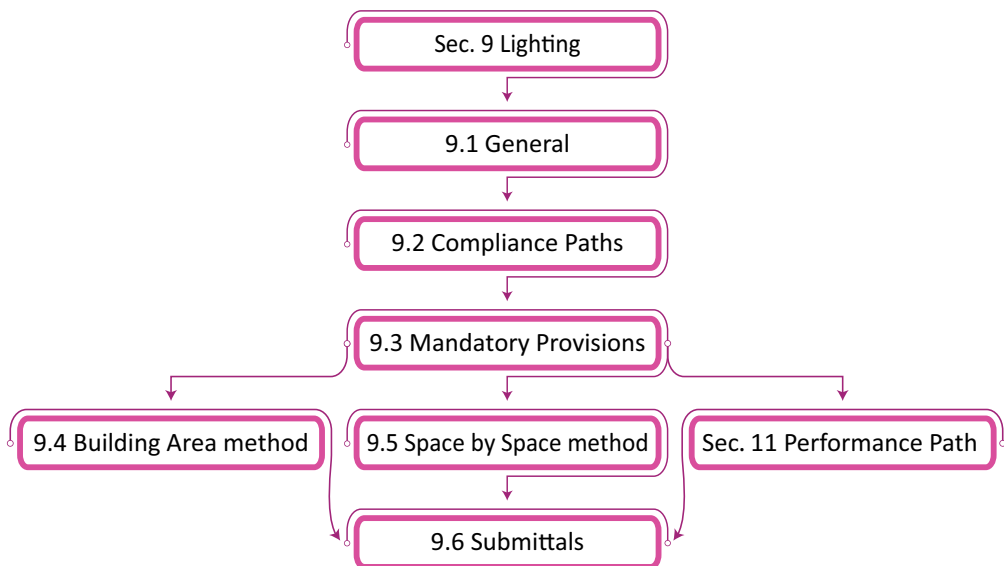 Sec. 9 Lighting
9.1 General
9.2 Compliance Paths
9.3 Mandatory Provisions
9.4 Building Area method
9.5 Space by Space method
Sec. 11 Performance Path
9.6 Submittals